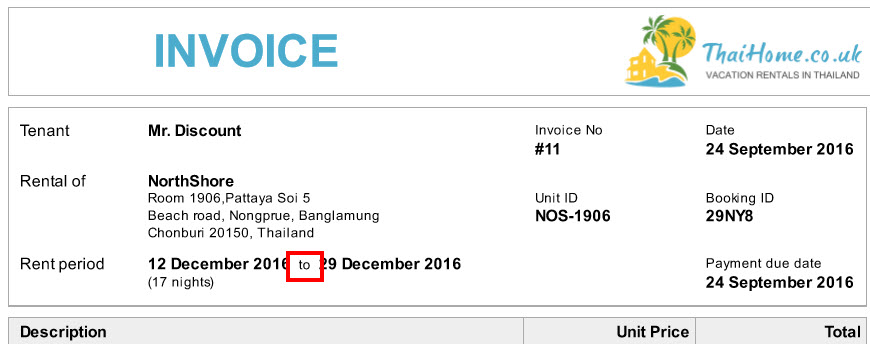 INVOICE
ThaiHome.co.uk
VACATION RENTALS IN THAILAND
Tenant
Mr. Discount
Invoice No
Date
#11
24 September 2016
Rental of
NorthShore
Room 1906,Pattaya Soi 5
Unit ID
Booking ID
Beach road, Nongprue, Banglamung
NOS-1906
29NY8
Chonburi 20150, Thailand
Rent period
12 December 2016 to 29 December 2016
Payment due date
(17 nights)
24 September 2016
Description
Unit Price
Total